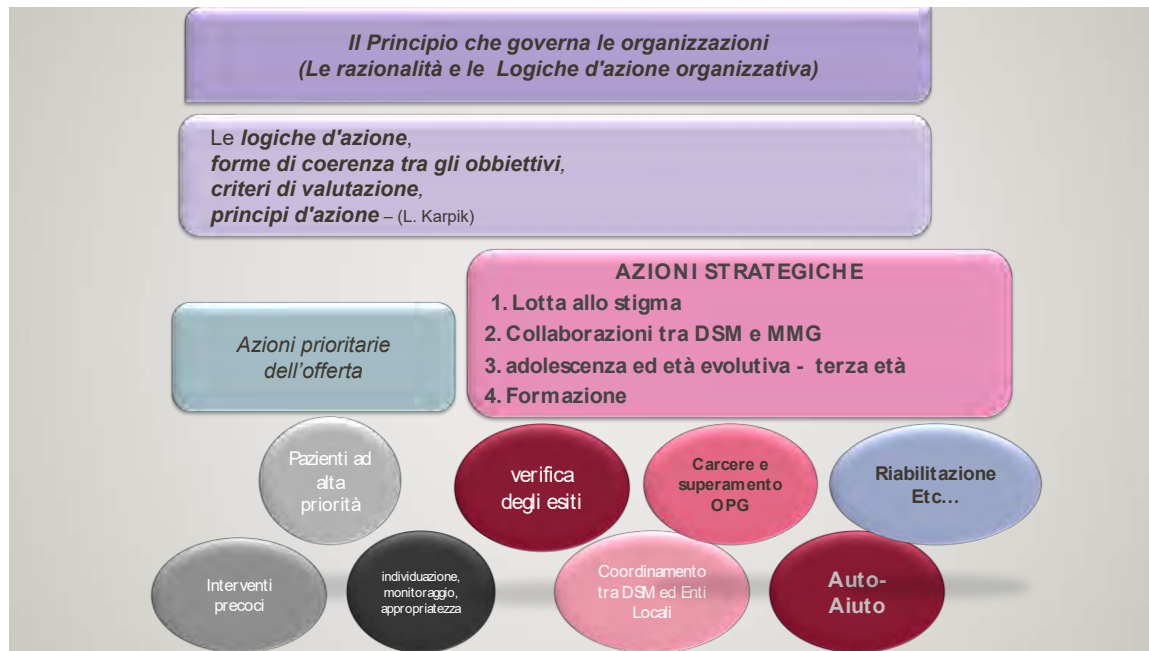 Il Principio che governa le organizzazioni
(Le razionalità e le Logiche d'azione organizzativa)
Le logiche d'azione,
forme di coerenza tra gli obbiettivi,
criteri di valutazione,
principi d'azione – (L. Karpik)
AZIONI STRATEGICHE
1. Lotta allo stigma
2. Collaborazioni tra DSM e MMG
3. adolescenza ed età evolutiva - terza età
4. Formazione
Azioni prioritarie
dell'offerta
Pazienti ad
alta
priorità
verifica
degli esiti
Carcere e
superamento
OPG
Riabilitazione
Etc...
Interventi
precoci
individuazione,
monitoraggio,
appropriatezza
Coordinamento
tra DSM ed Enti
Locali
Auto-
Aiuto